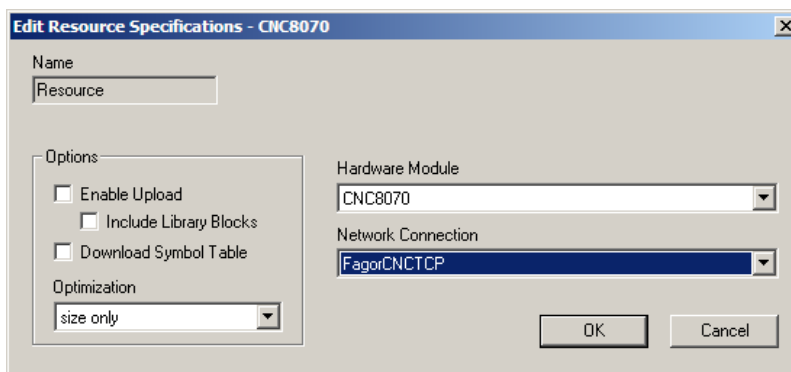 Edit Resource Specifications - CNC8070
Name
Resource
Options
Enable Upload
Include Library Blocks
Download Symbol Table
Optimization
size only
Hardware Module
CNC8070
Network Connection
FagorCNCTCP
OK
Cancel